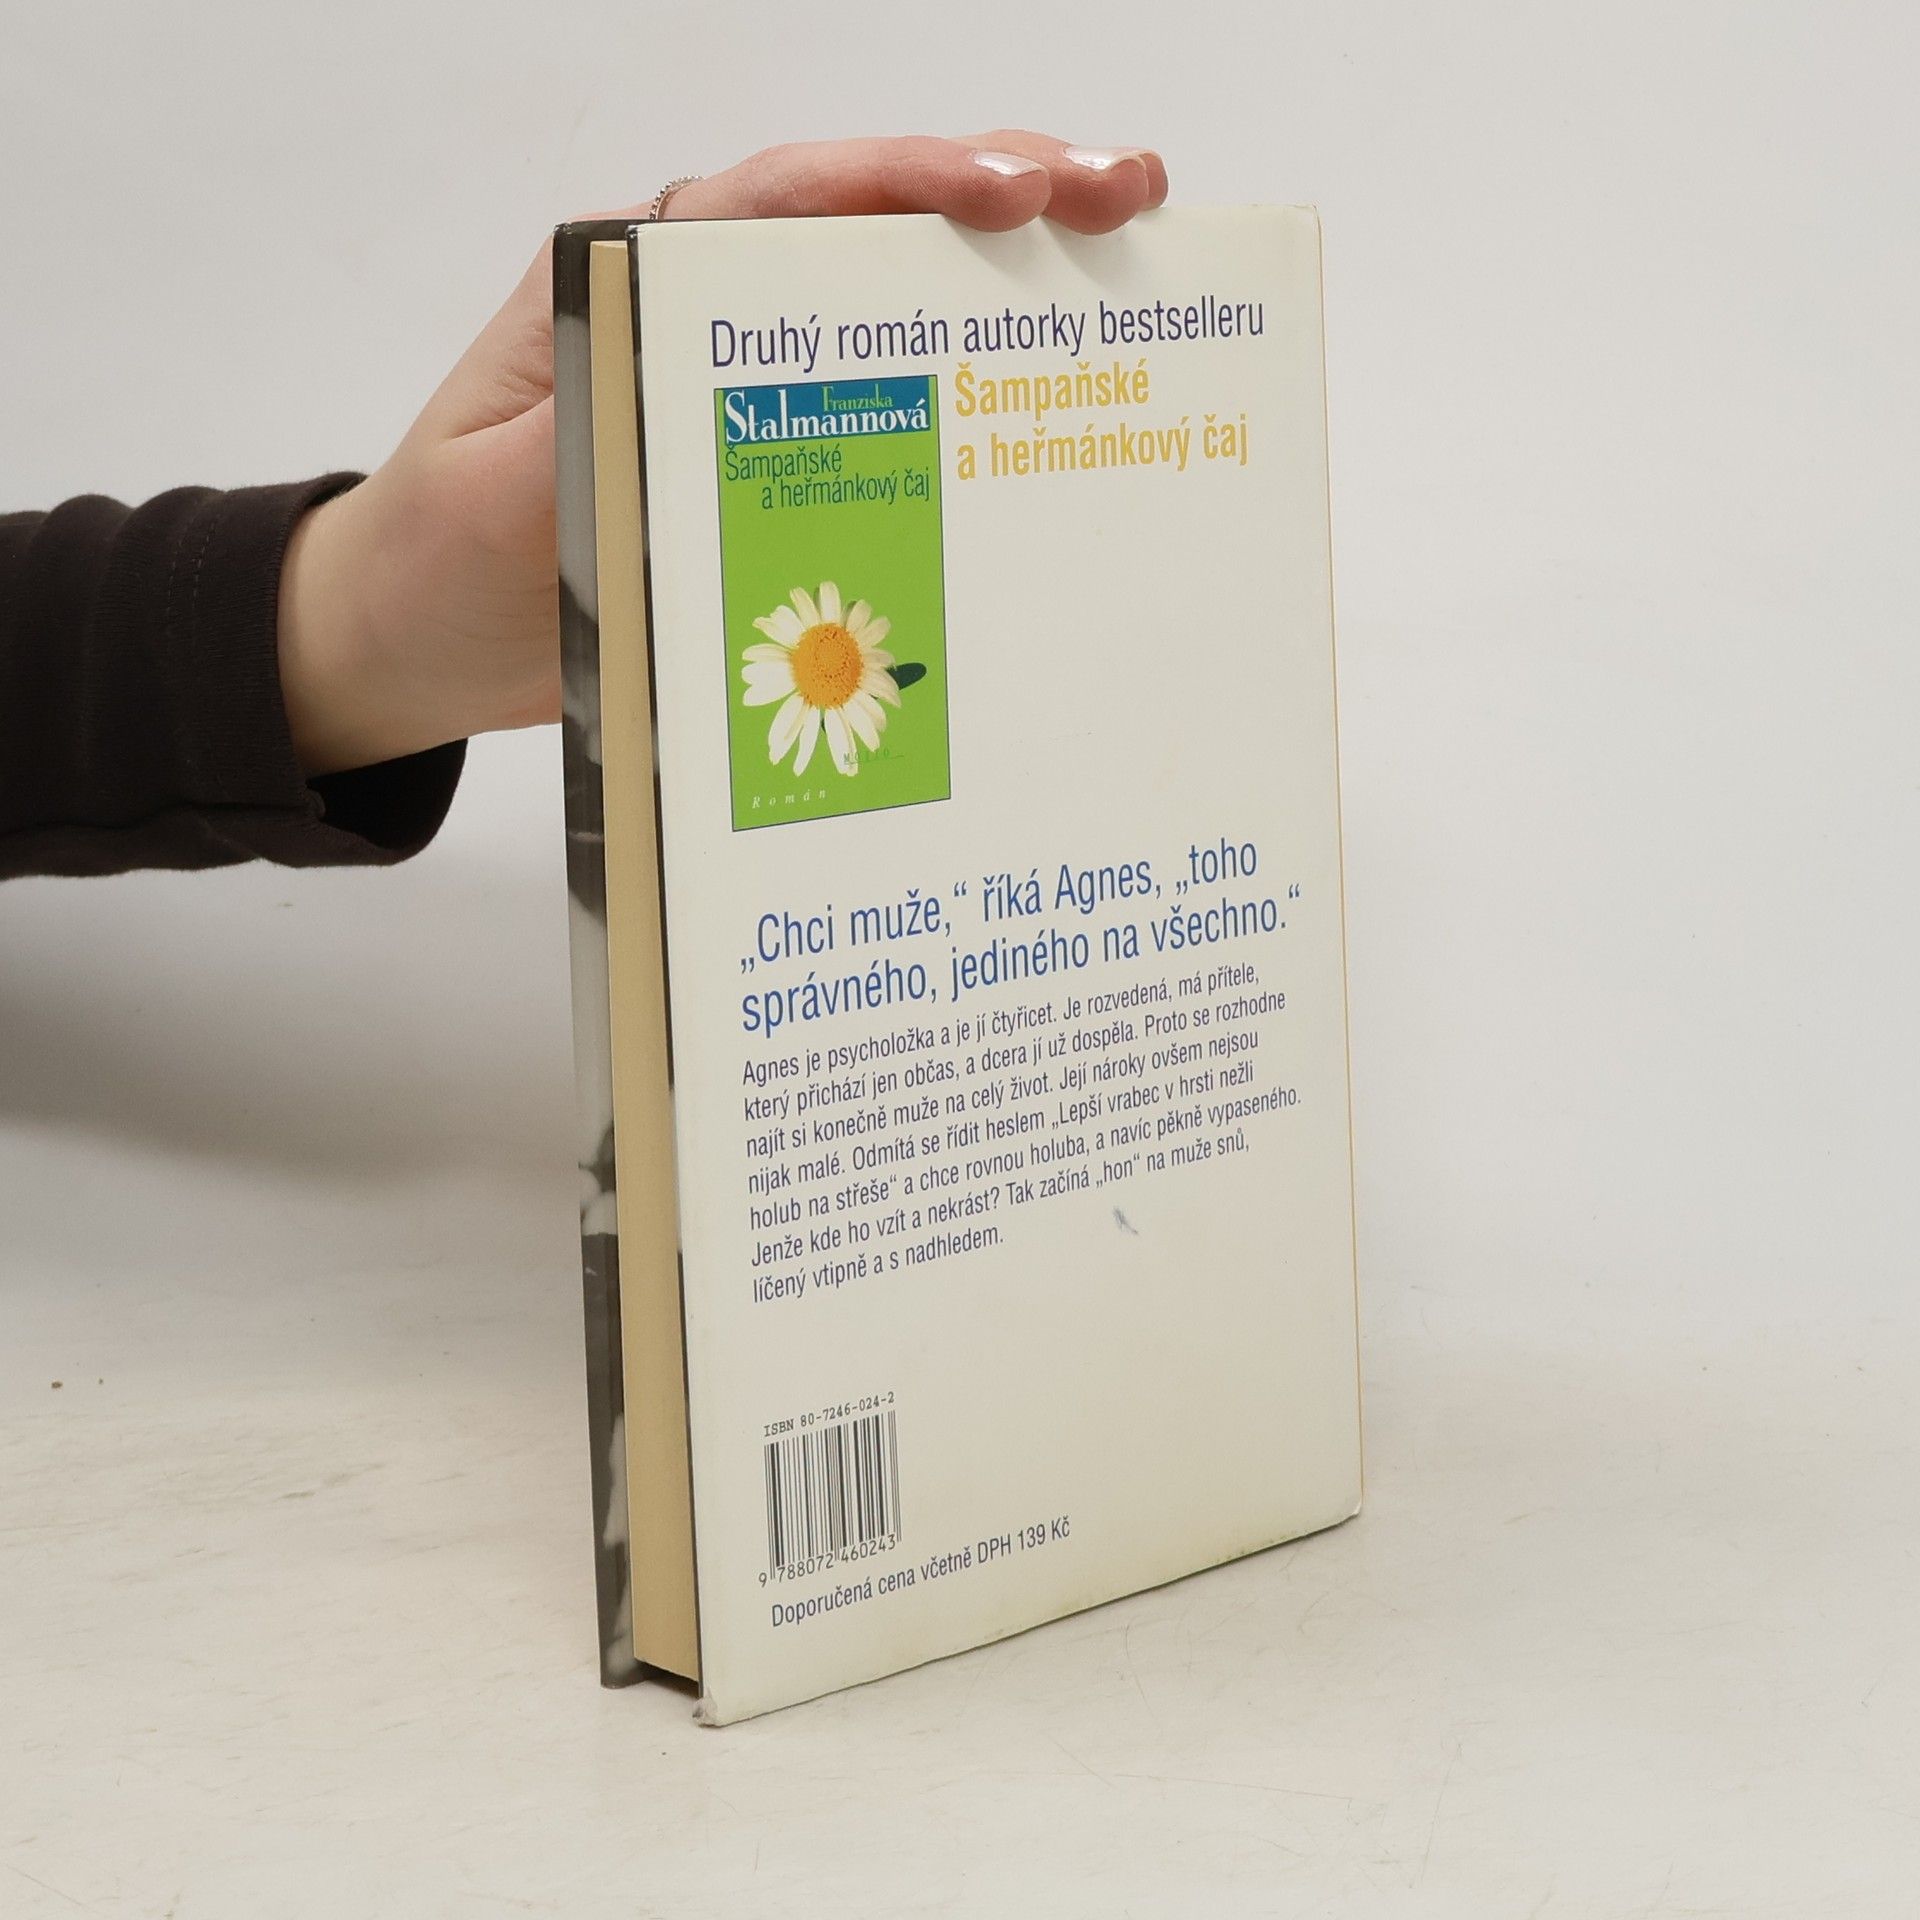 Druhý román autorky bestselleru
Šampaňské
a heřmánkový čaj
Franziska
Stalmannová
Šampaňské
a heřmánkový čaj
MOTTO
Román
„Chci muže,“ říká Agnes, „toho
správného, jediného na všechno.“
Agnes je psycholožka a je jí čtyřicet. Je rozvedená, má přítele,
který přichází jen občas, a dcera jí už dospěla. Proto se rozhodne
najít si konečně muže na celý život. Její nároky ovšem nejsou
nijak malé. Odmítá se řídit heslem „Lepší vrabec v hrsti nežli
holub na střeše“ a chce rovnou holuba, a navíc pěkně vypaseného.
Jenže kde ho vzít a nekrást? Tak začíná „hon“ na muže snů,
líčený vtipně a s nadhledem.
ISBN 80-7246-024-2
9 788072 460243
Doporučená cena včetně DPH 139 Kč